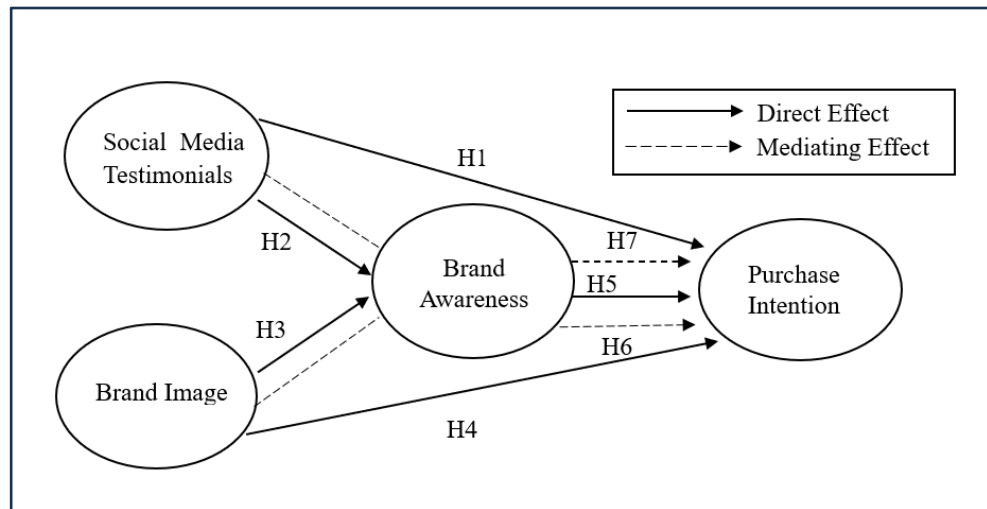 Social Media
Testimonials
Direct Effect
Mediating Effect
H1
H2
H7
Brand
Awareness
H5
Purchase
Intention
H3
H6
Brand Image
H4